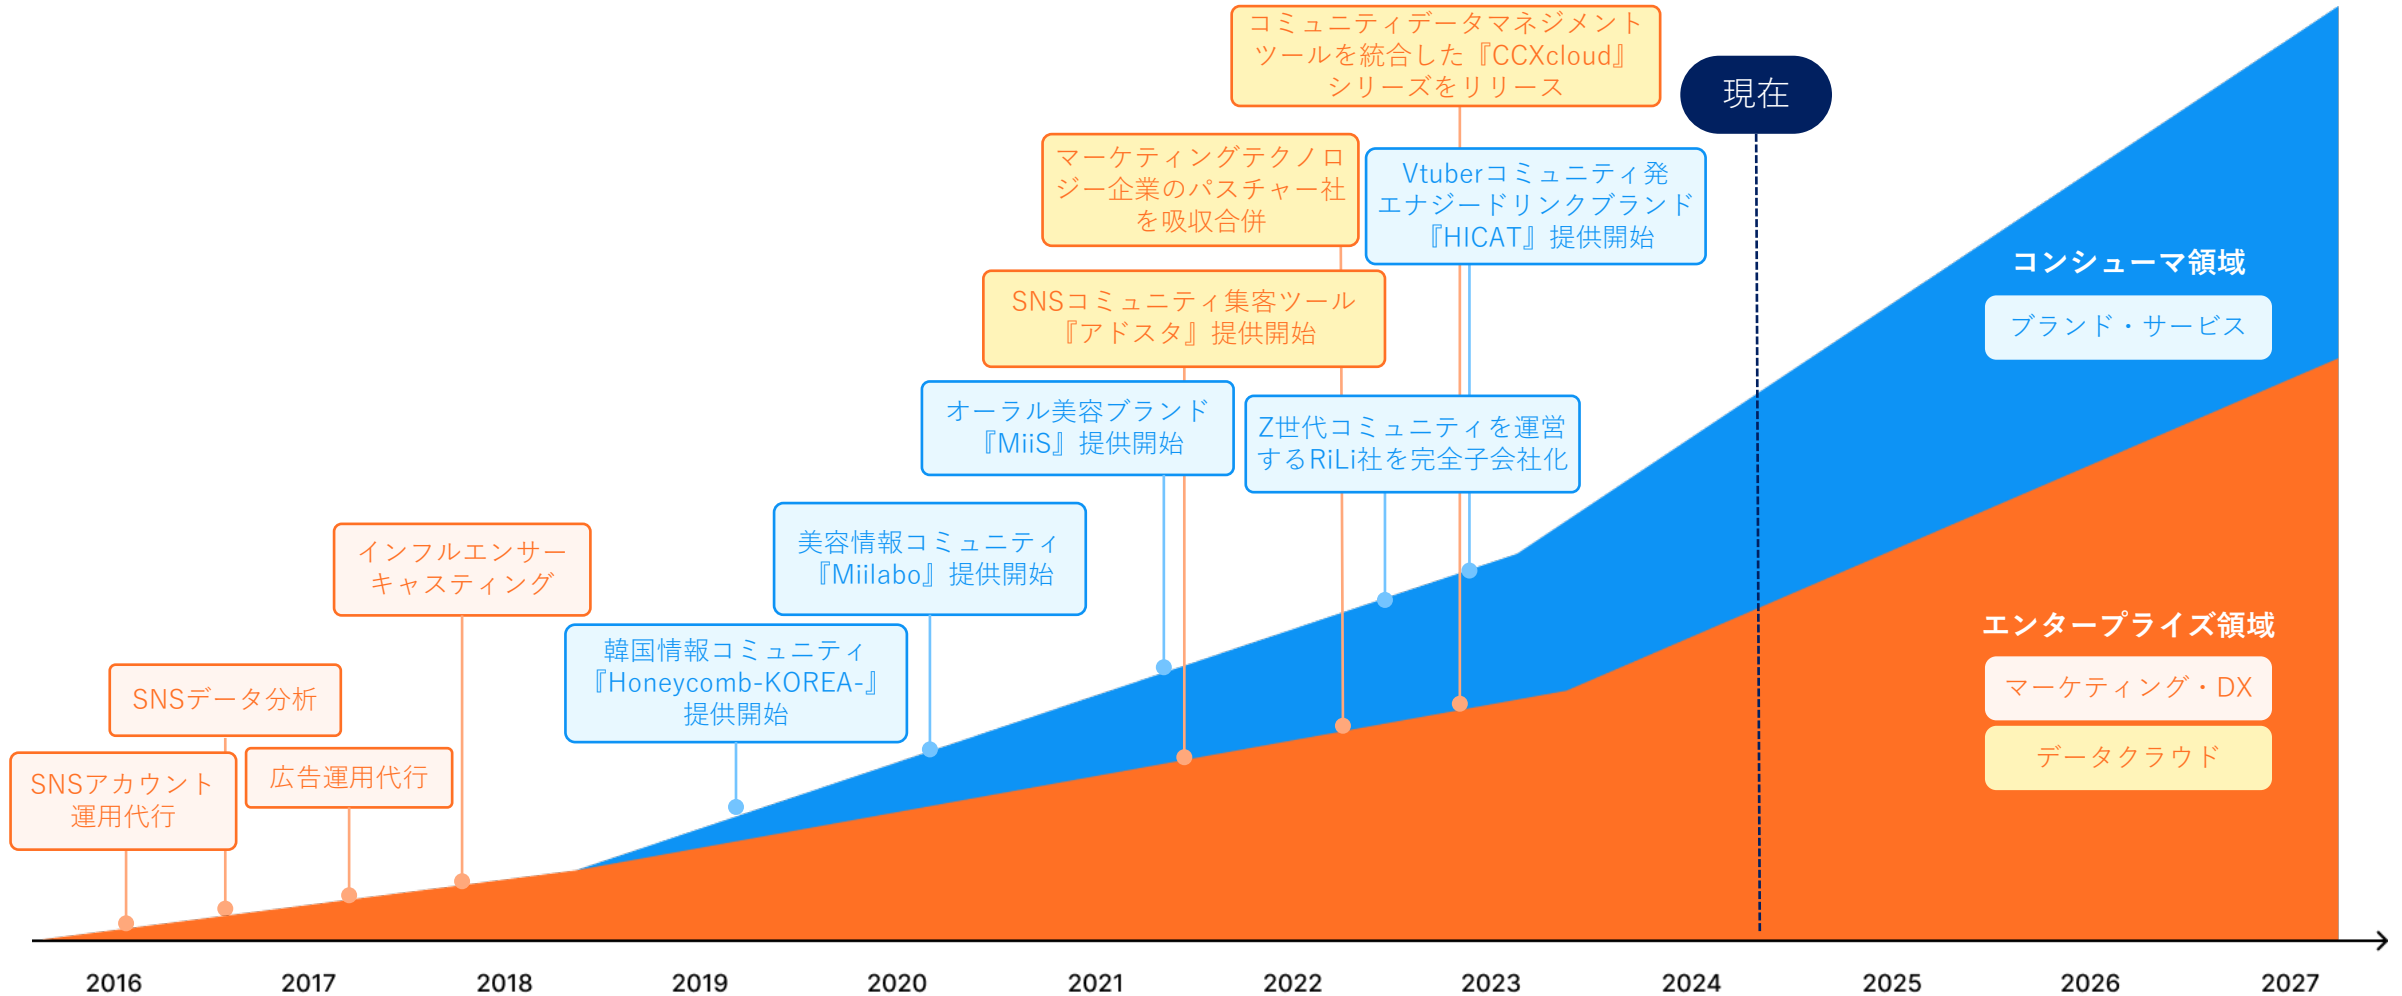 コミュニティデータマネジメント
ツールを統合した『CCXcloud』
シリーズをリリース
現在
マーケティングテクノロ
ジー企業のパスチャー社
を吸収合併
Vtuberコミュニティ発
エナジードリンクブランド
『HICAT』提供開始
SNSコミュニティ集客ツール
『アドスタ』提供開始
オーラル美容ブランド
『MiiS』提供開始
Z世代コミュニティを運営
するRiLi社を完全子会社化
インフルエンサー
キャスティング
美容情報コミュニティ
『Miilabo』提供開始
韓国情報コミュニティ
『Honeycomb-KOREA-』
提供開始
SNSデータ分析
SNSアカウント
運用代行
広告運用代行
コンシューマ領域
ブランド・サービス
エンタープライズ領域
マーケティング・DX
データクラウド
2016
2017
2018
2019
2020
2021
2022
2023
2024
2025
2026
2027